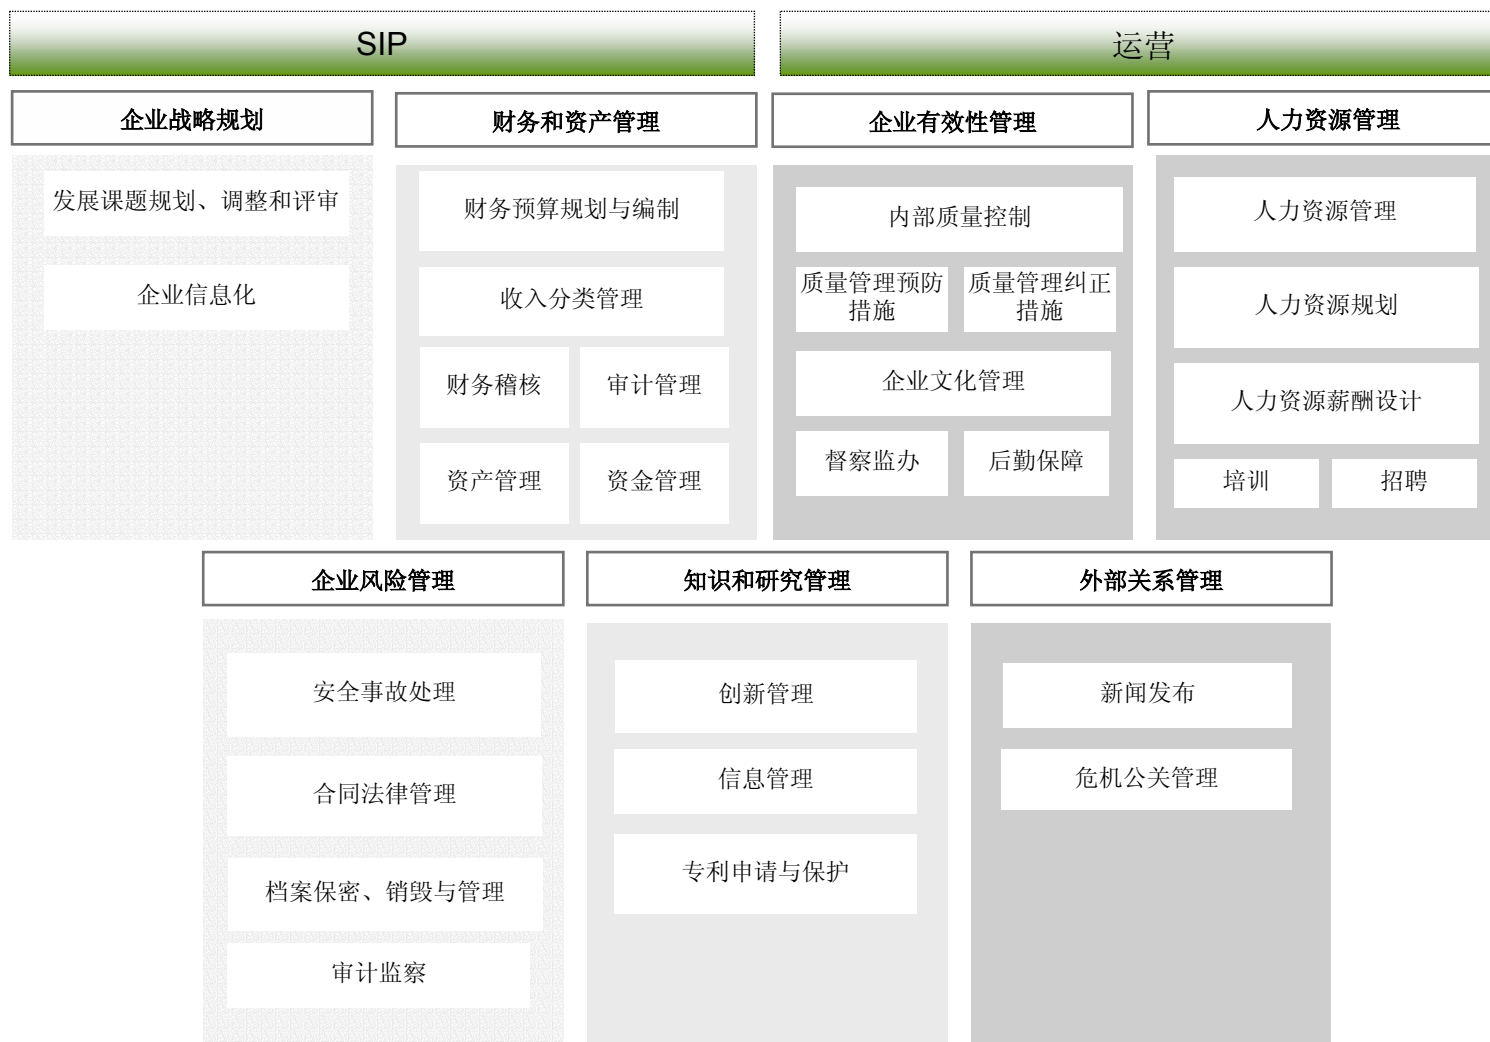 SIP
运营
企业战略规划
发展课题规划、调整和评审
企业信息化
财务和资产管理
财务预算规划与编制
收入分类管理
财务稽核
审计管理
资产管理
资金管理
企业有效性管理
内部质量控制
质量管理预防
措施
质量管理纠正
措施
企业文化管理
督察监办
后勤保障
人力资源管理
人力资源管理
人力资源规划
人力资源薪酬设计
培训
招聘
企业风险管理
安全事故处理
合同法律管理
档案保密、销毁与管理
审计监察
知识和研究管理
创新管理
信息管理
专利申请与保护
外部关系管理
新闻发布
危机公关管理